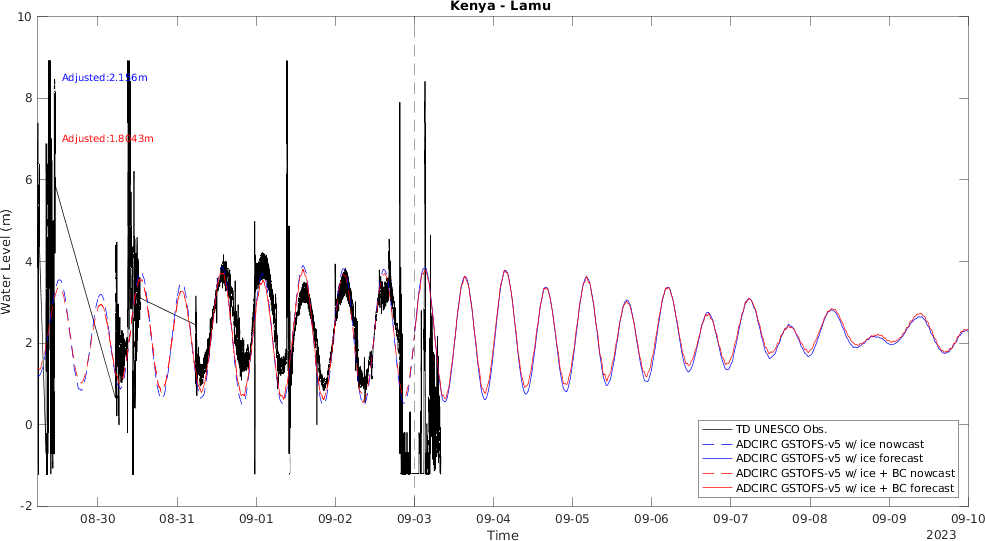 Kenya - Lamu
10
8
6
4
2
0
-2
Water Level (m)
Adjusted:2.196m
Adjusted:1.8643m
08-30 08-31 09-01 09-02 09-03 09-04 09-05 09-06 09-07 09-08 09-09 09-10
Time
2023
TD UNESCO Obs.
ADCIRC GSTOFS-v5 w/ ice nowcast
ADCIRC GSTOFS-v5 w/ ice forecast
ADCIRC GSTOFS-v5 w/ ice + BC nowcast
ADCIRC GSTOFS-v5 w/ ice + BC forecast